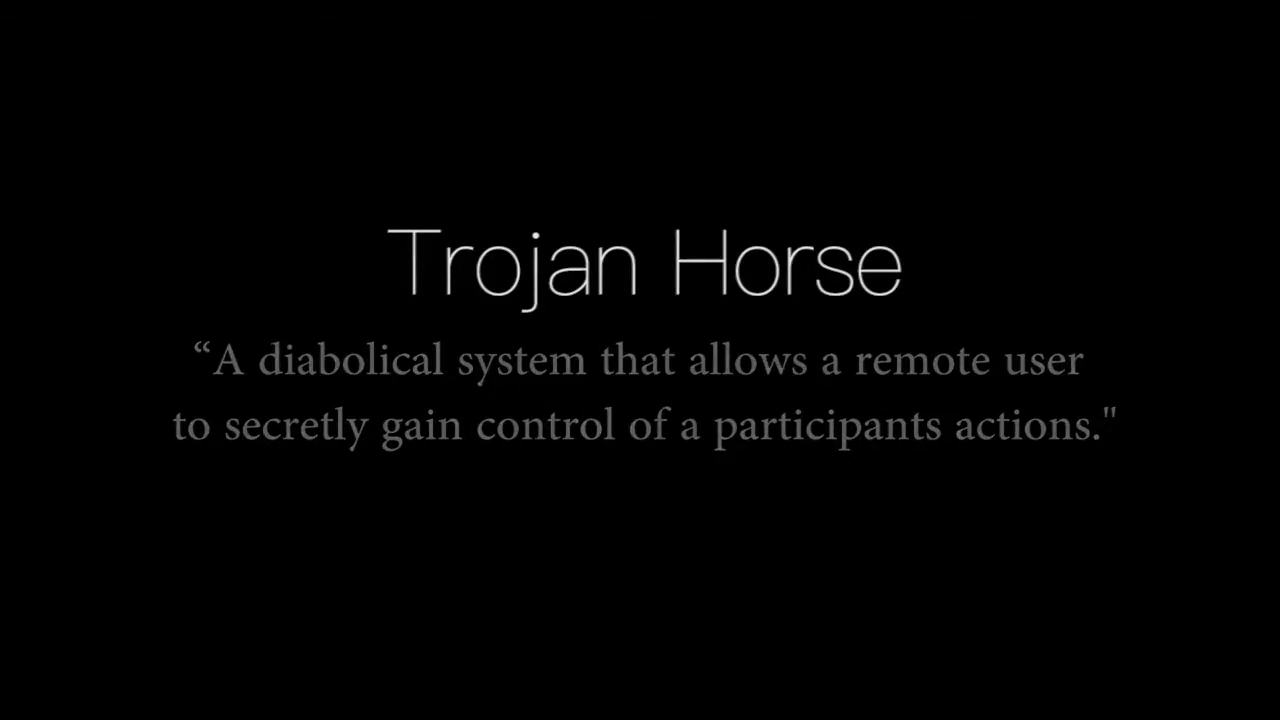 Trojan Horse
“A diabolical system that allows a remote user
to secretly gain control of a participants actions."